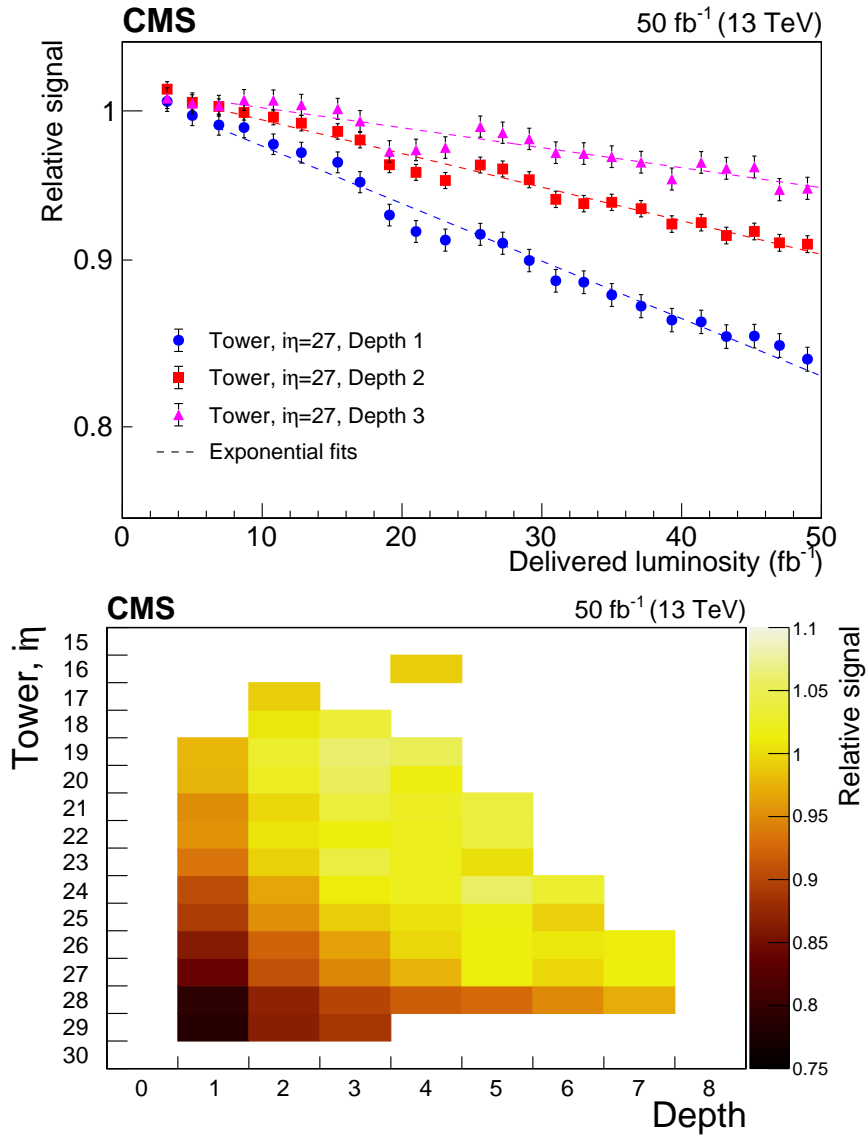 CMS 50 fb⁻¹ (13 TeV)
Relative signal
1
0.9
0.8
Tower, iη=27, Depth 1
Tower, iη=27, Depth 2
Tower, iη=27, Depth 3
Exponential fits
0 10 20 30 40 50
Delivered luminosity (fb⁻¹)
CMS 50 fb⁻¹ (13 TeV)
Tower, iη
15
16
17
18
19
20
21
22
23
24
25
26
27
28
29
30
0 1 2 3 4 5 6 7 8
Depth
1.1
1.05
1
0.95
0.9
0.85
0.8
0.75
Relative signal